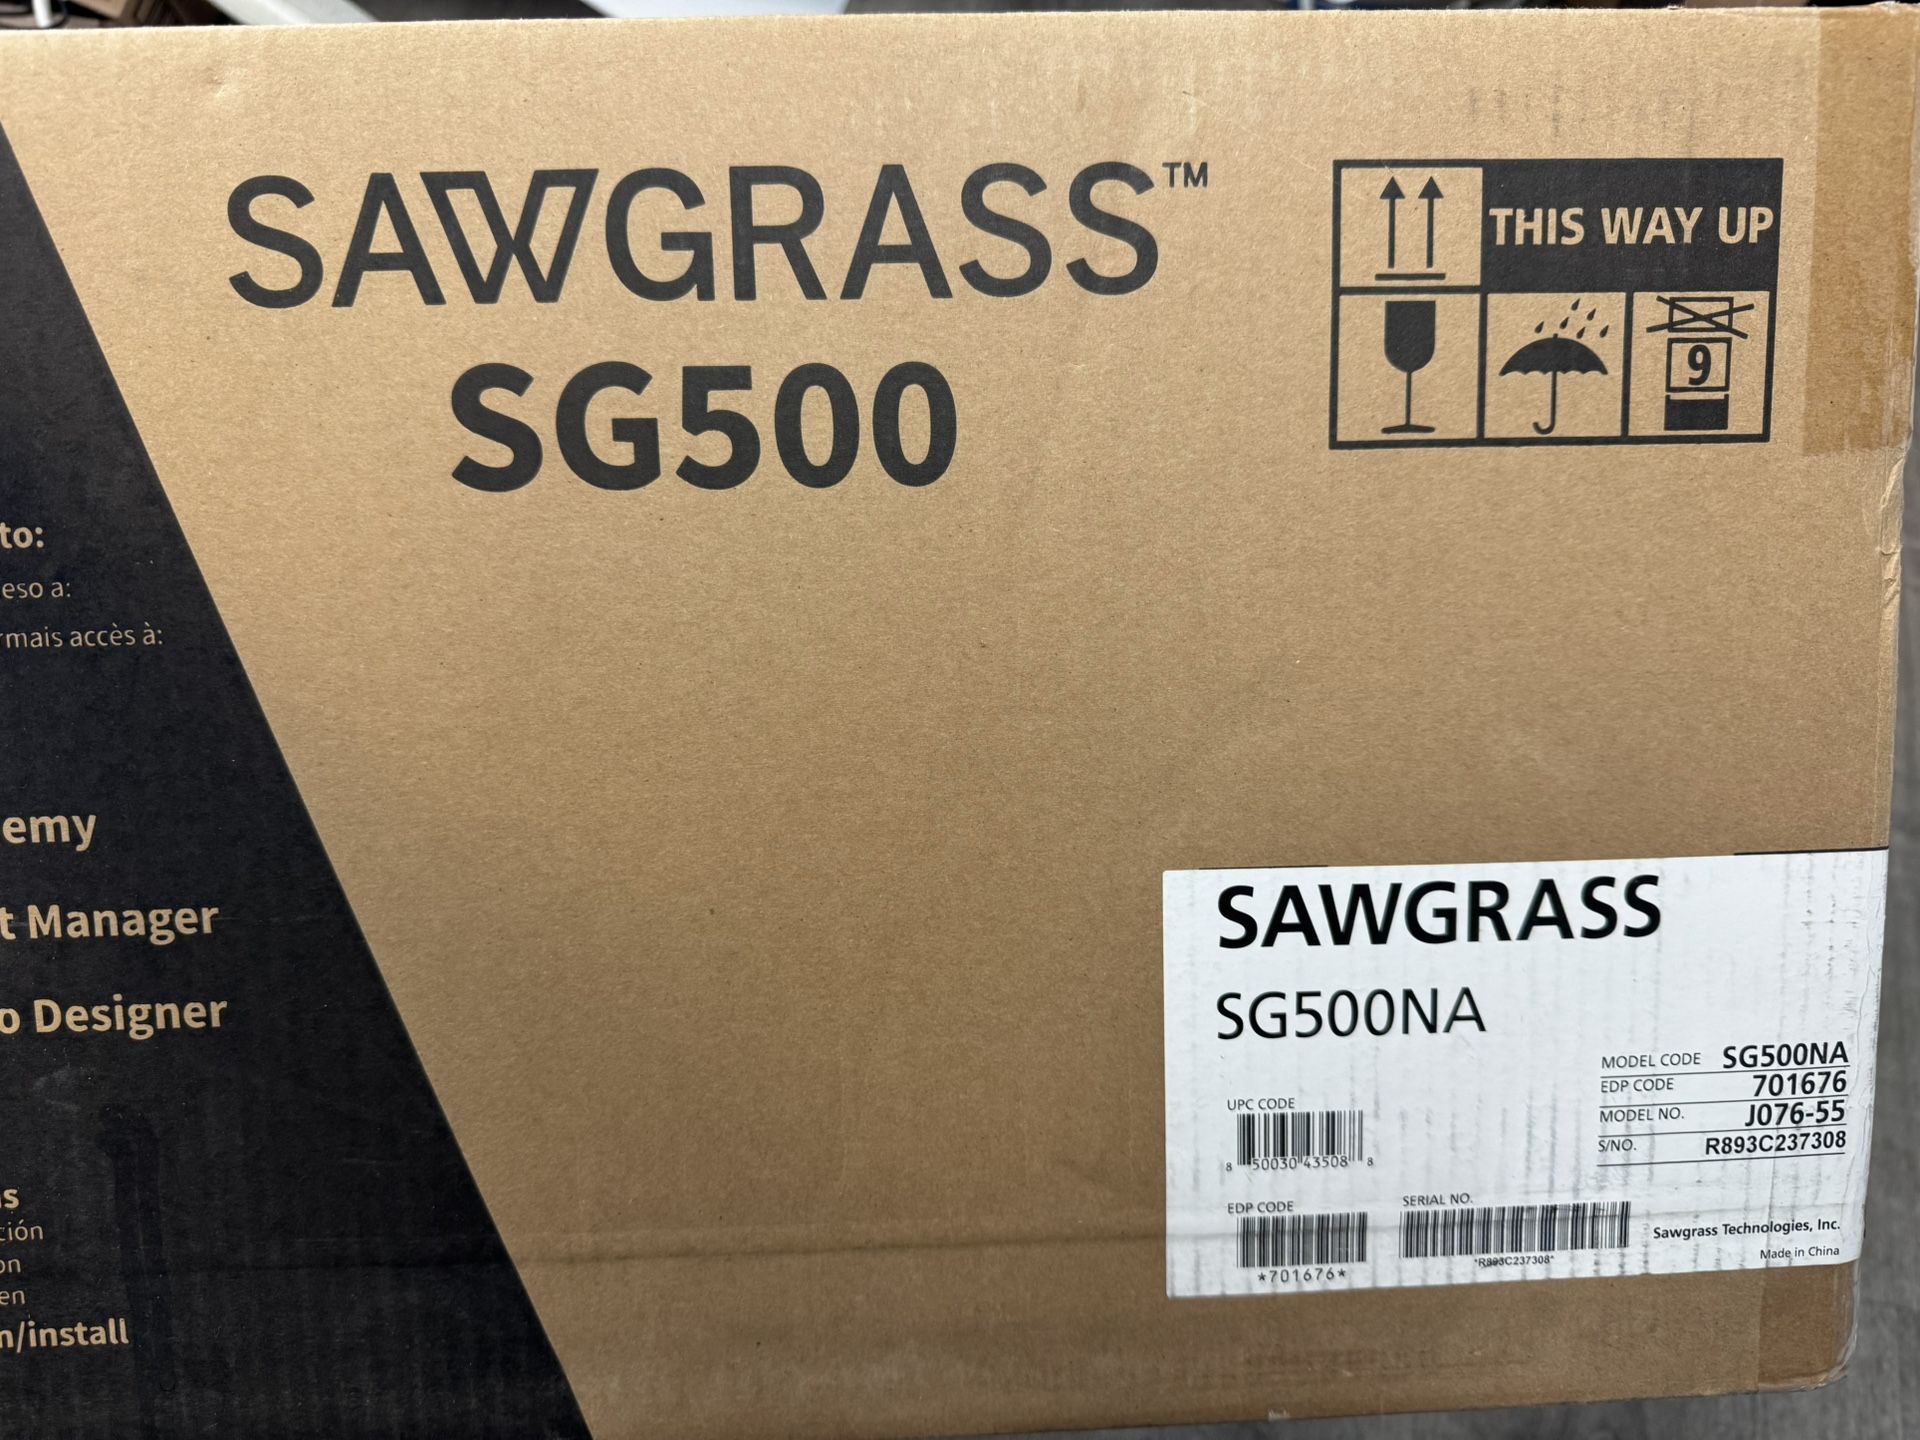 SAWGRASS™
SG500
THIS WAY UP
9
to:
eso a:
rmais accès à:
emy
t Manager
o Designer
as
ción
on
en
n/install
SAWGRASS
SG500NA
MODEL CODE SG500NA
EDP CODE 701676
MODEL NO. J076-55
S/NO. R893C237308
UPC CODE
8 50030 43508 8
EDP CODE
*701676*
SERIAL NO.
*R893C237308*
Sawgrass Technologies, Inc.
Made in China